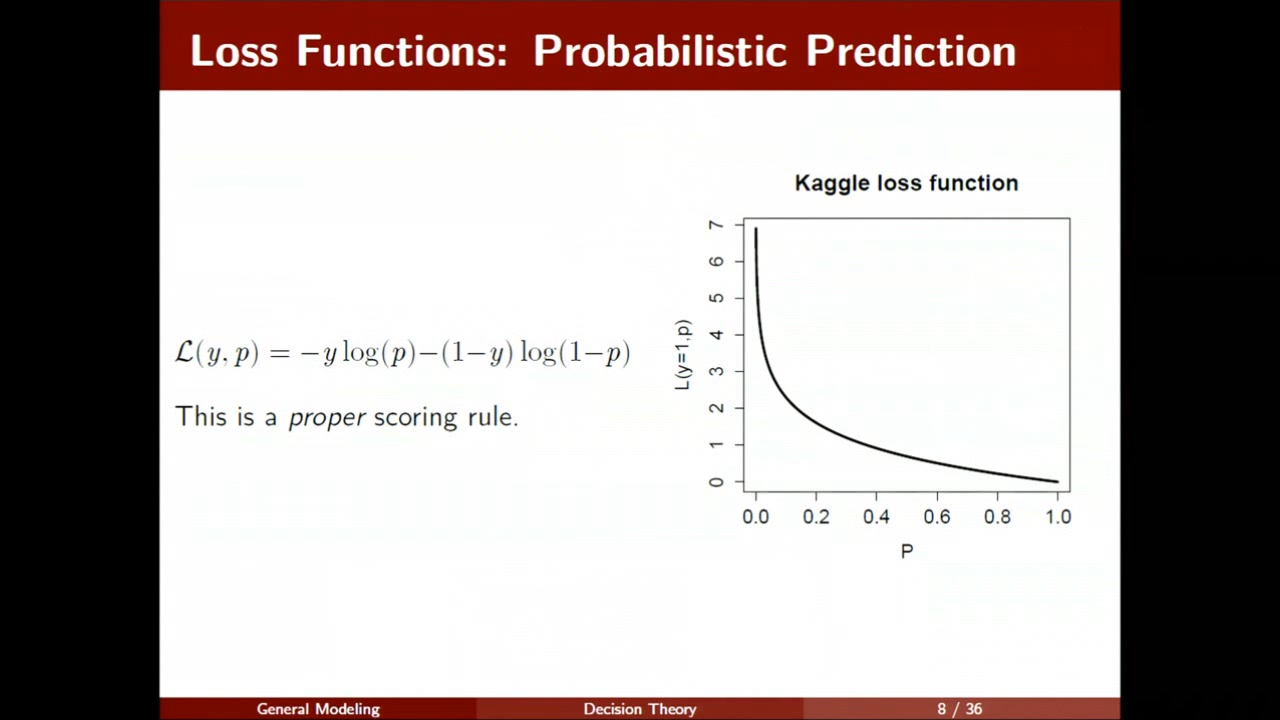 Loss Functions: Probabilistic Prediction
Kaggle loss function
7
6
5
4
3
2
1
0
L(y=1,p)
0.0 0.2 0.4 0.6 0.8 1.0
P
ℒ(y, p) = −y log(p)−(1−y) log(1−p)
This is a proper scoring rule.
General Modeling Decision Theory 8 / 36